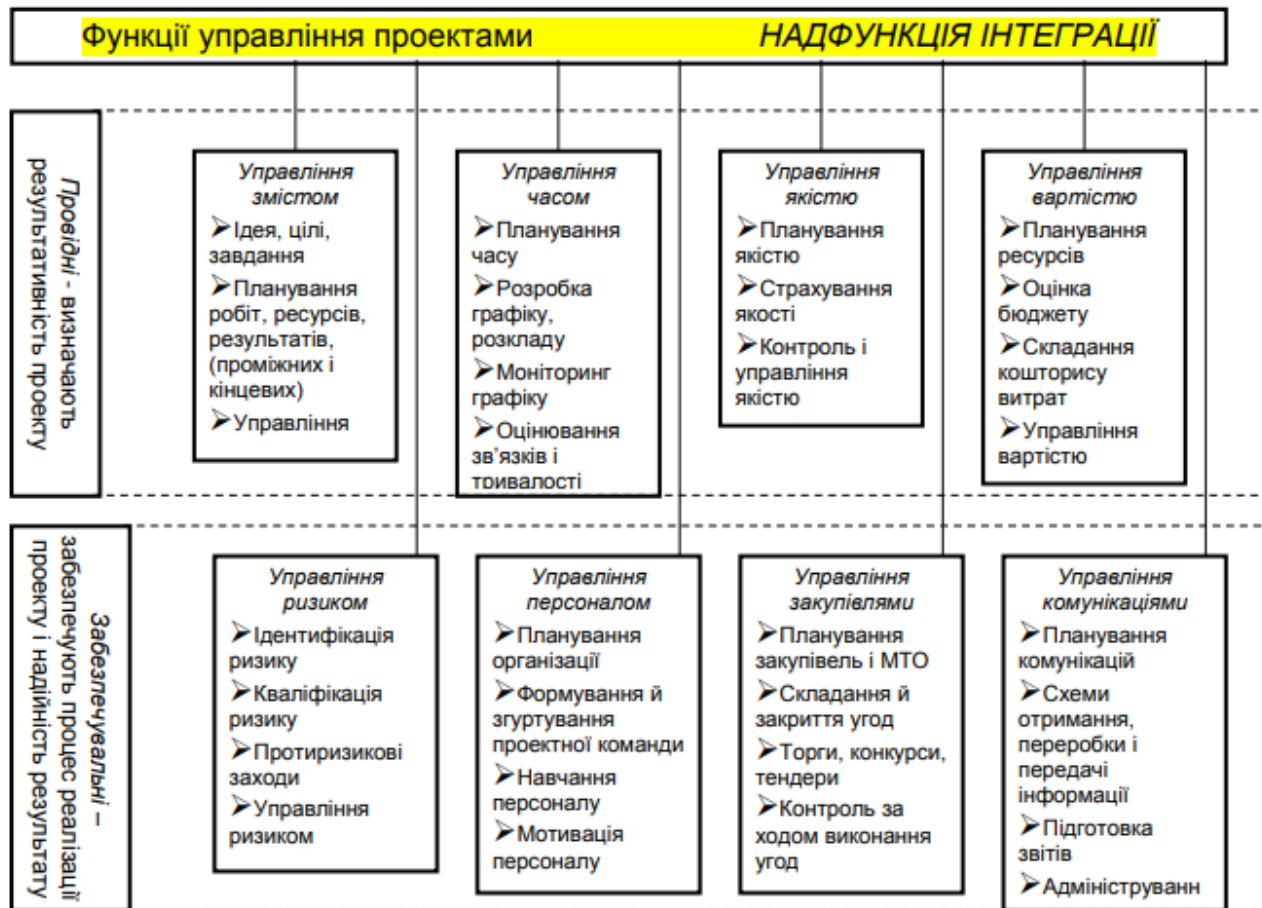 Функції управління проектами НАДФУНКЦІЯ ІНТЕГРАЦІЇ
Провідні - визначають
результативність проекту
Управління
змістом
➢Ідея, цілі,
завдання
➢Планування
робіт, ресурсів,
результатів,
(проміжних і
кінцевих)
➢Управління
Управління
часом
➢Планування
часу
➢Розробка
графіку,
розкладу
➢Моніторинг
графіку
➢Оцінювання
зв’язків і
тривалості
Управління
якістю
➢Планування
якістю
➢Страхування
якості
➢Контроль і
управління
якістю
Управління
вартістю
➢Планування
ресурсів
➢Оцінка
бюджету
➢Складання
кошторису
витрат
➢Управління
вартістю
Забезпечувальні –
забезпечують процес реалізації
проекту і надійність результату
Управління
ризиком
➢Ідентифікація
ризику
➢Кваліфікація
ризику
➢Протиризикові
заходи
➢Управління
ризиком
Управління
персоналом
➢Планування
організації
➢Формування й
згуртування
проектної команди
➢Навчання
персоналу
➢Мотивація
персоналу
Управління
закупівлями
➢Планування
закупівель і МТО
➢Складання й
закриття угод
➢Торги, конкурси,
тендери
➢Контроль за
ходом виконання
угод
Управління
комунікаціями
➢Планування
комунікацій
➢Схеми
отримання,
переробки і
передачі
інформації
➢Підготовка
звітів
➢Адмініструванн